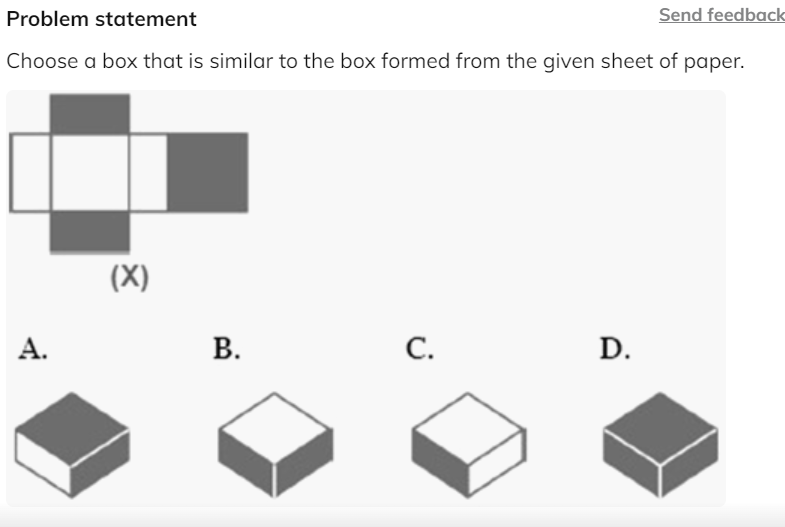 Problem statement
Send feedback
Choose a box that is similar to the box formed from the given sheet of paper.
(X)
A.
B.
C.
D.